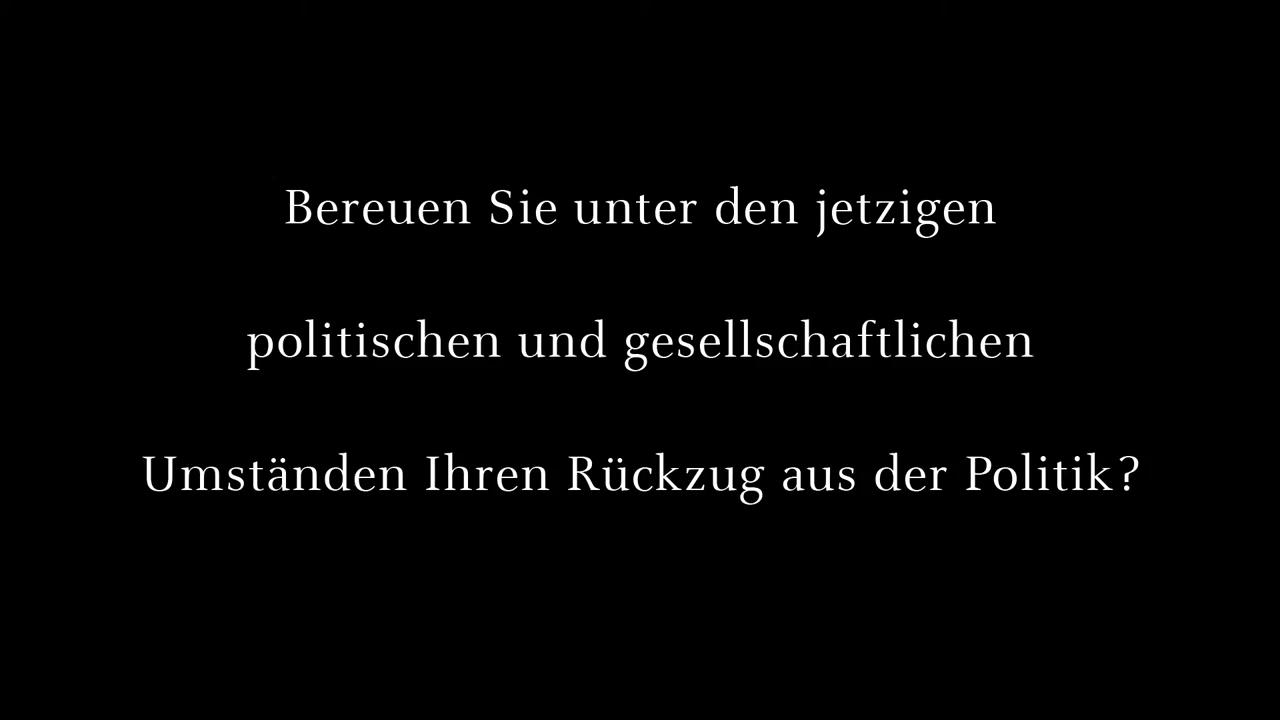 Bereuen Sie unter den jetzigen
politischen und gesellschaftlichen
Umständen Ihren Rückzug aus der Politik?